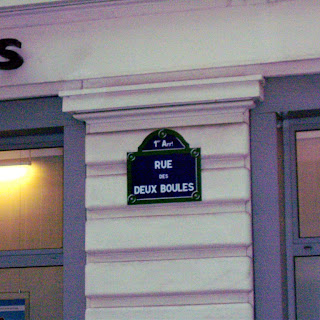 S
1er Arrt
RUE
DES
DEUX BOULES